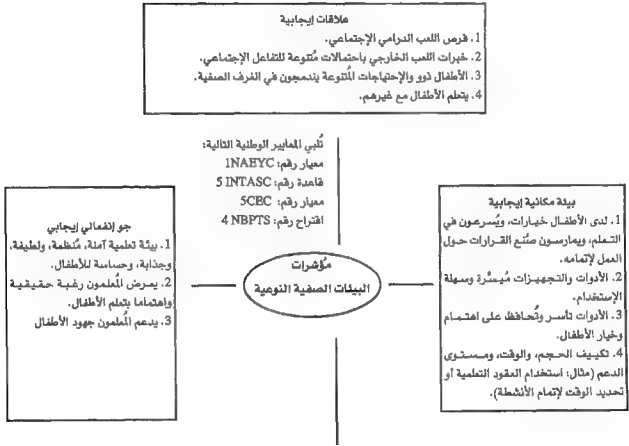 علاقات إيجابية
1. فرص اللعب الدرامي الإجتماعي.
2. خبرات اللعب الخارجي باحتمالات مُتنوعة للتفاعل الإجتماعي.
3. الأطفال ذوو والإحتياجات المُتنوعة يندمجون في الغرف الصفية.
4. يتعلم الأطفال مع غيرهم.
تُلبي المعايير الوطنية التالية:
معيار رقم: 1NAEYC
قاعدة رقم: 5 INTASC
معيار رقم: 5CEC
اقتراح رقم: 4 NBPTS
بيئة مكانية إيجابية
1. لدى الأطفال خيارات، ويُسرعون في
التعلم، ويمارسون صُنع القرارات حول
العمل لإتمامه.
2. الأدوات والتجهيزات مُيسَّرة وسهلة
الإستخدام.
3. الأدوات تأسر وتُحافظ على اهتمام
وخيار الأطفال.
4. تكييف الحجم، والوقت، ومستوى
الدعم (مثال: استخدام العقود التعلمية أو
تحديد الوقت لإتمام الأنشطة).
مؤشرات
البيئات الصفية النوعية
جو إنفعالي إيجابي
1. بيئة تعلمية آمنة، مُنظمة، ولطيفة،
وجذابة، وحساسة للأطفال.
2. يعرض المُعلمون رغبة حقيقية
واهتماما بتعلم الأطفال.
3. يدعم المُعلمون جهود الأطفال